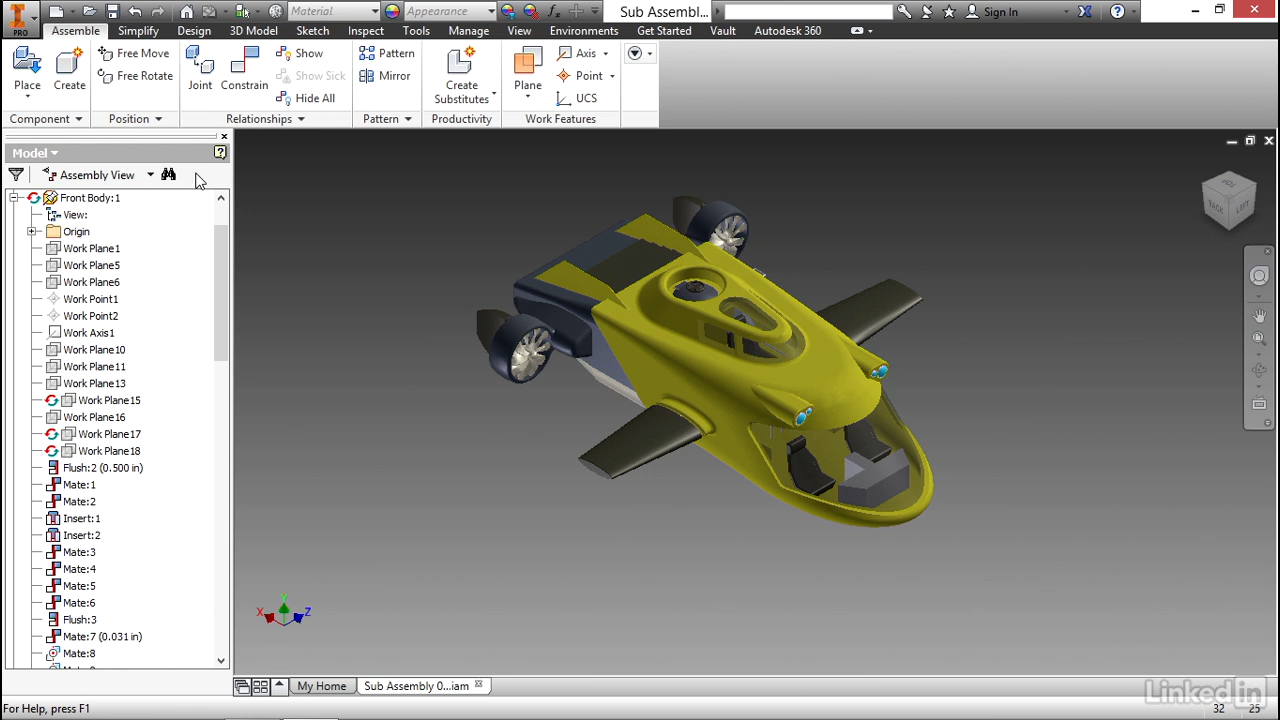 PRO
Material
Appearance
Sub Assembl...
Sign In
Assemble Simplify Design 3D Model Sketch Inspect Tools Manage View Environments Get Started Vault Autodesk 360
Place
Create
Free Move
Free Rotate
Joint
Constrain
Show
Show Sick
Hide All
Pattern
Mirror
Create
Substitutes
Plane
Axis
Point
UCS
Component Position Relationships Pattern Productivity Work Features
Model
Assembly View
Front Body:1
View:
Origin
Work Plane1
Work Plane5
Work Plane6
Work Point1
Work Point2
Work Axis1
Work Plane10
Work Plane11
Work Plane13
Work Plane15
Work Plane16
Work Plane17
Work Plane18
Flush:2 (0.500 in)
Mate:1
Mate:2
Insert:1
Insert:2
Mate:3
Mate:4
Mate:5
Mate:6
Flush:3
Mate:7 (0.031 in)
Mate:8
LEFT
X
Y
Z
My Home
Sub Assembly 0...iam
For Help, press F1
32
25
Linked in